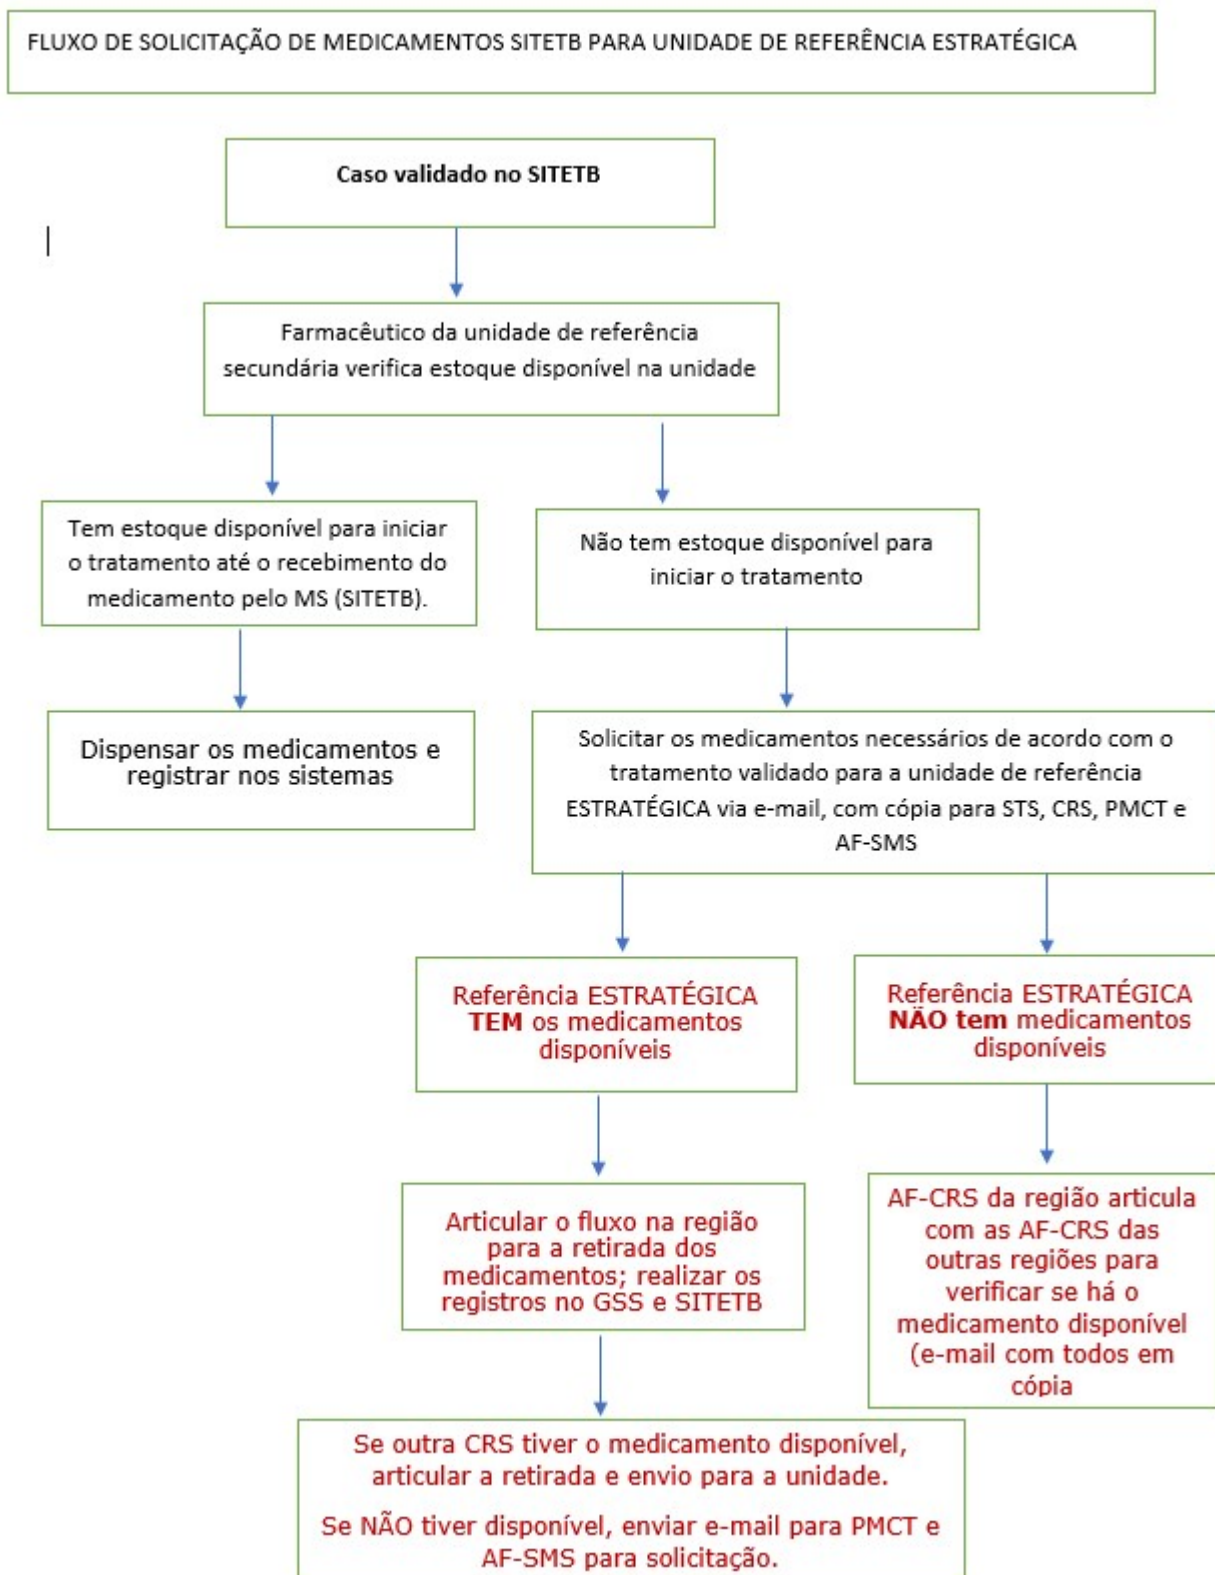 FLUXO DE SOLICITAÇÃO DE MEDICAMENTOS SITETB PARA UNIDADE DE REFERÊNCIA ESTRATÉGICA
Caso validado no SITETB
Farmacêutico da unidade de referência
secundária verifica estoque disponível na unidade
Tem estoque disponível para iniciar
o tratamento até o recebimento do
medicamento pelo MS (SITETB).
Não tem estoque disponível para
iniciar o tratamento
Dispensar os medicamentos e
registrar nos sistemas
Solicitar os medicamentos necessários de acordo com o
tratamento validado para a unidade de referência
ESTRATÉGICA via e-mail, com cópia para STS, CRS, PMCT e
AF-SMS
Referência ESTRATÉGICA
TEM os medicamentos
disponíveis
Referência ESTRATÉGICA
NÃO tem medicamentos
disponíveis
Articular o fluxo na região
para a retirada dos
medicamentos; realizar os
registros no GSS e SITETB
AF-CRS da região articula
com as AF-CRS das
outras regiões para
verificar se há o
medicamento disponível
(e-mail com todos em
cópia
Se outra CRS tiver o medicamento disponível,
articular a retirada e envio para a unidade.
Se NÃO tiver disponível, enviar e-mail para PMCT e
AF-SMS para solicitação.